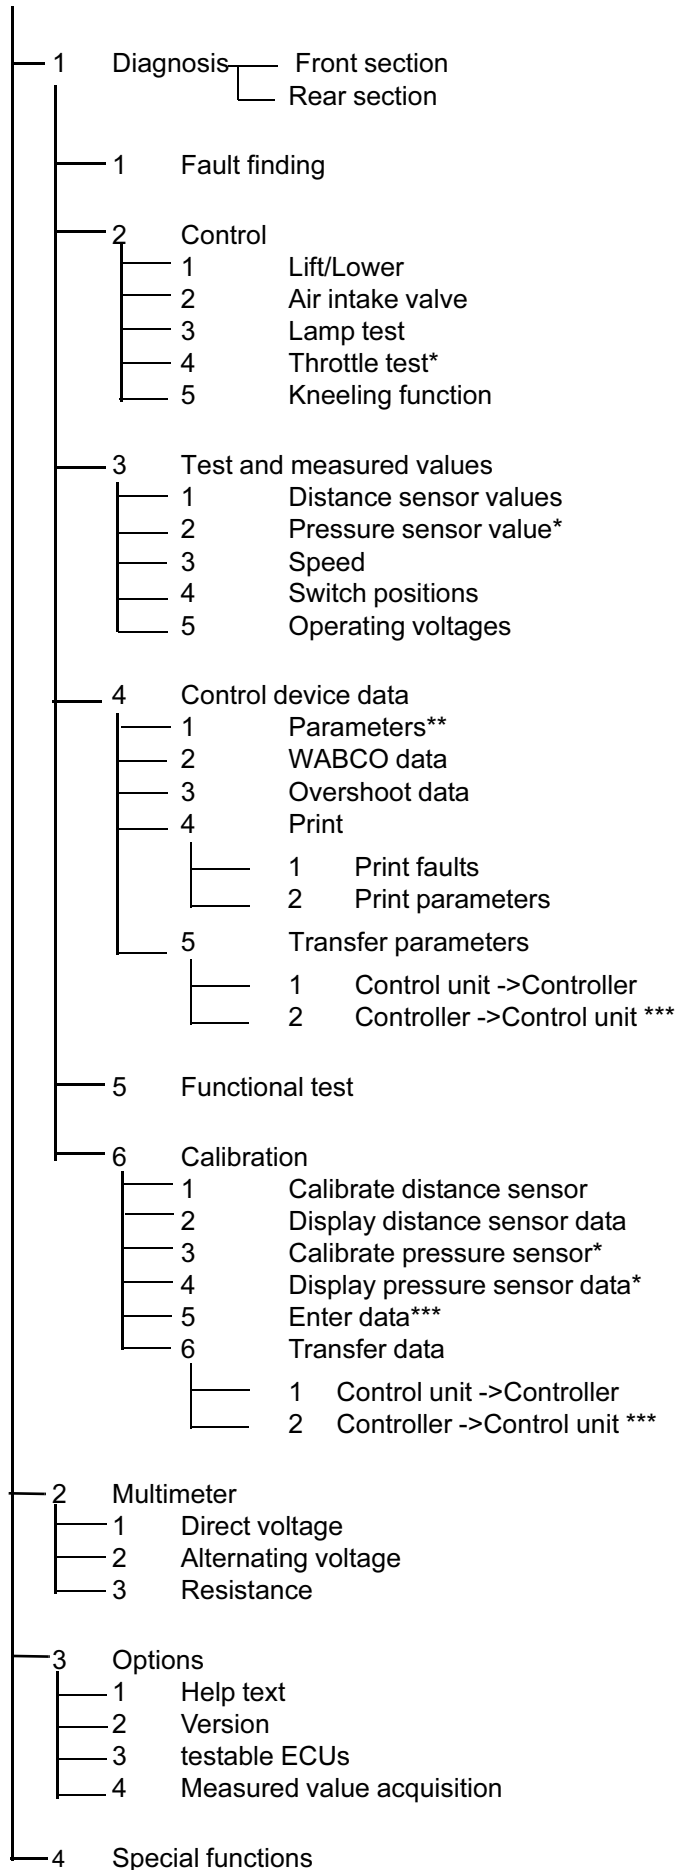 1 Diagnosis Front section
Rear section
1 Fault finding
2 Control
1 Lift/Lower
2 Air intake valve
3 Lamp test
4 Throttle test*
5 Kneeling function
3 Test and measured values
1 Distance sensor values
2 Pressure sensor value*
3 Speed
4 Switch positions
5 Operating voltages
4 Control device data
1 Parameters**
2 WABCO data
3 Overshoot data
4 Print
1 Print faults
2 Print parameters
5 Transfer parameters
1 Control unit ->Controller
2 Controller ->Control unit ***
5 Functional test
6 Calibration
1 Calibrate distance sensor
2 Display distance sensor data
3 Calibrate pressure sensor*
4 Display pressure sensor data*
5 Enter data***
6 Transfer data
1 Control unit ->Controller
2 Controller ->Control unit ***
2 Multimeter
1 Direct voltage
2 Alternating voltage
3 Resistance
3 Options
1 Help text
2 Version
3 testable ECUs
4 Measured value acquisition
4 Special functions